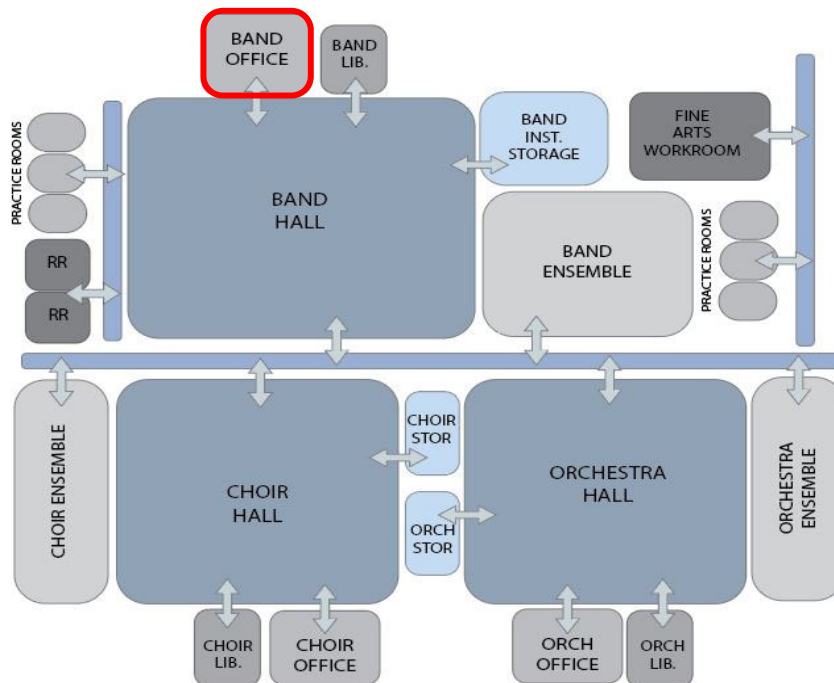 BAND
OFFICE
BAND
LIB.
BAND
INST.
STORAGE
FINE
ARTS
WORKROOM
PRACTICE ROOMS
BAND
HALL
BAND
ENSEMBLE
PRACTICE ROOMS
RR
RR
CHOIR ENSEMBLE
CHOIR
HALL
CHOIR
STOR
ORCH
STOR
ORCHESTRA
HALL
ORCHESTRA
ENSEMBLE
CHOIR
LIB.
CHOIR
OFFICE
ORCH
OFFICE
ORCH
LIB.